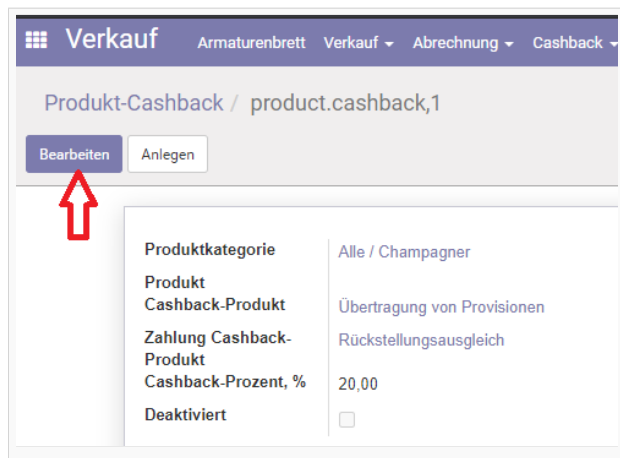 Verkauf Armaturenbrett Verkauf Abrechnung Cashback
Produkt-Cashback / product.cashback,1
Bearbeiten Anlegen
Produktkategorie Alle / Champagner
Produkt
Cashback-Produkt Übertragung von Provisionen
Zahlung Cashback- Rückstellungsausgleich
Produkt
Cashback-Prozent, % 20,00
Deaktiviert